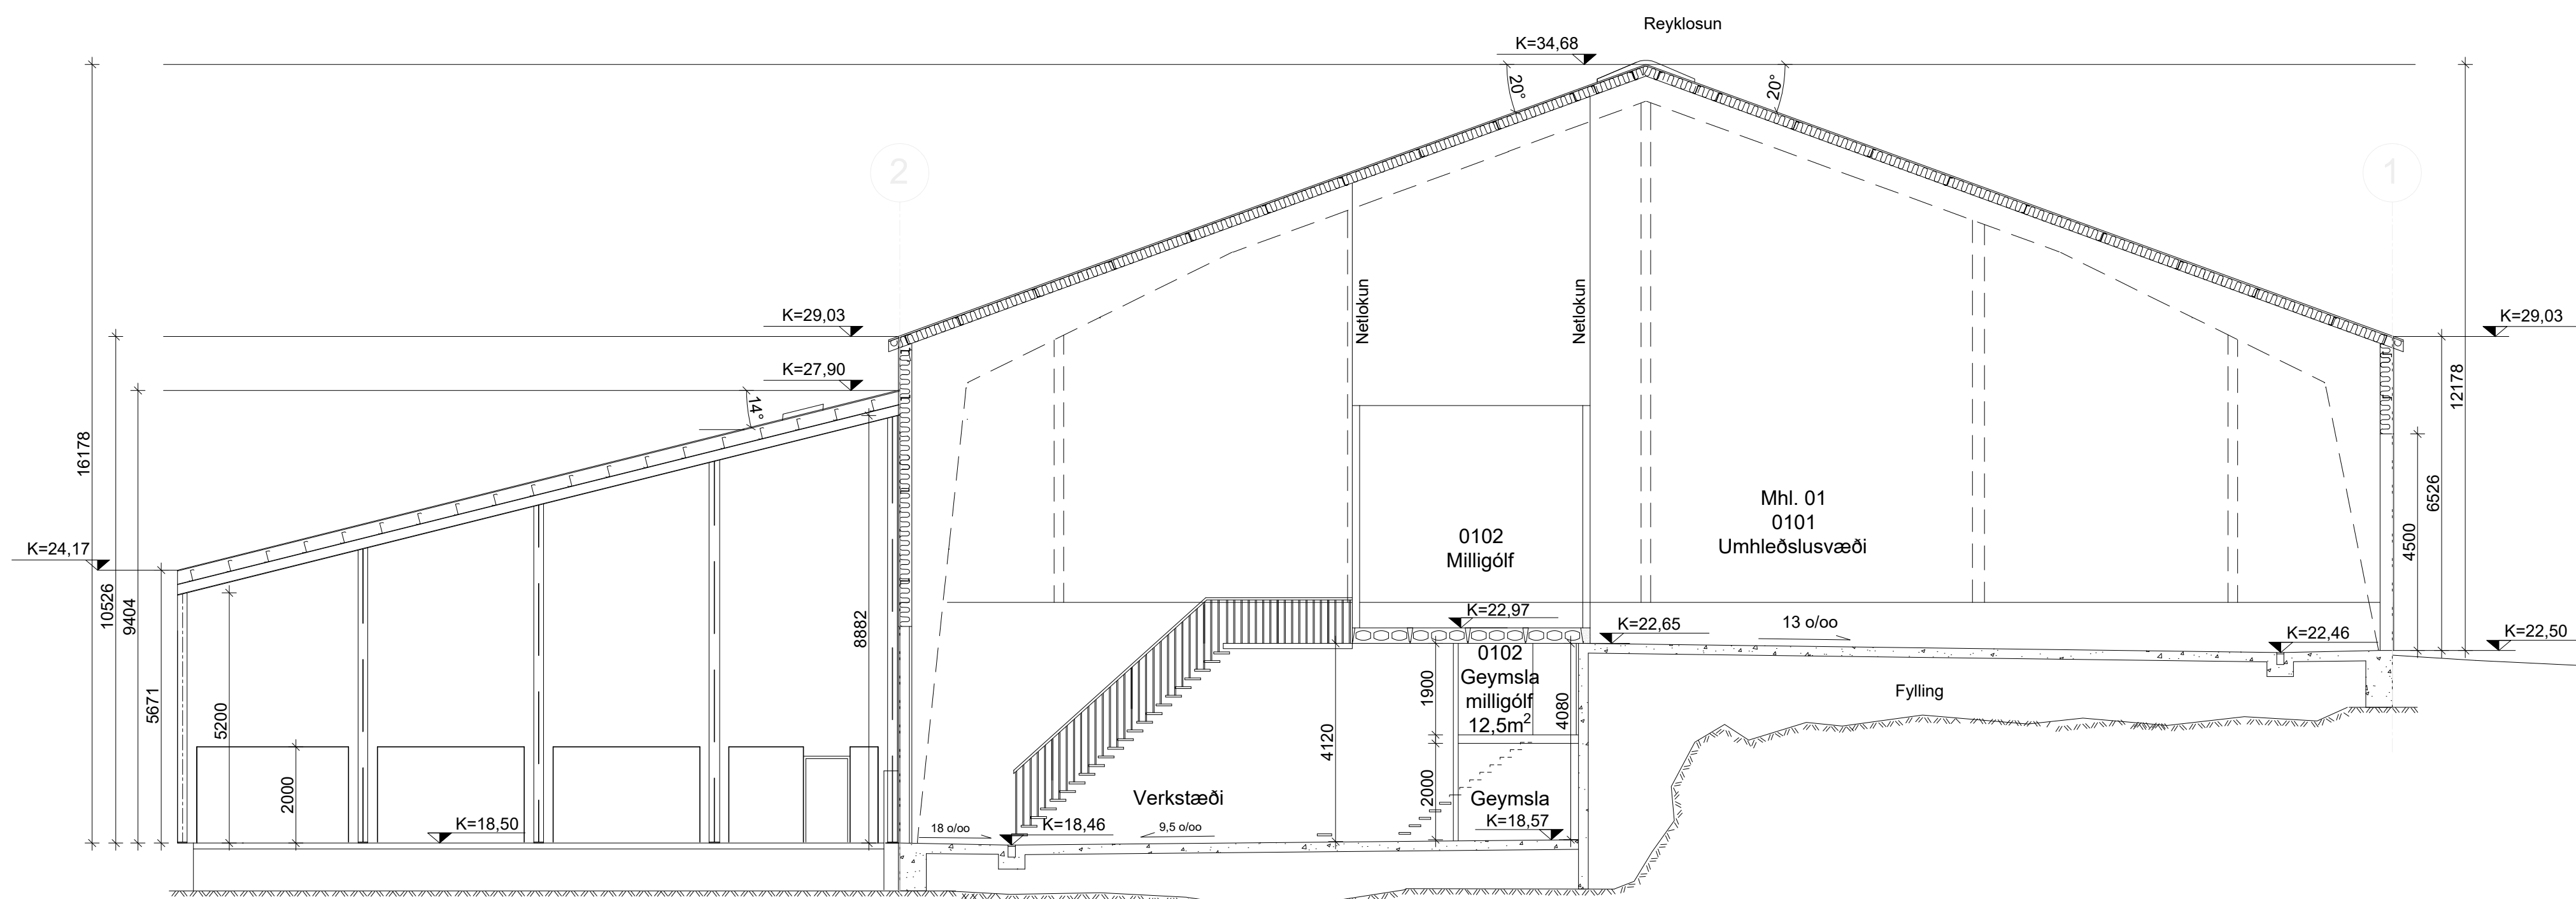 Reyklosun
K=34,68
20°
20°
2
1
K=29,03
K=29,03
K=27,90
14°
Netlokun
Netlokun
16178
10526
9404
5671
5200
2000
8882
12178
6526
4500
K=24,17
Mhl. 01
0101
Umhleðslusvæði
0102
Milligólf
K=22,97
K=22,65
13 o/oo
K=22,46
K=22,50
0102
Geymsla
milligólf
12,5m²
1900
4080
4120
2000
Fylling
Verkstæði
Geymsla
K=18,57
K=18,50
18 o/oo
K=18,46
9,5 o/oo